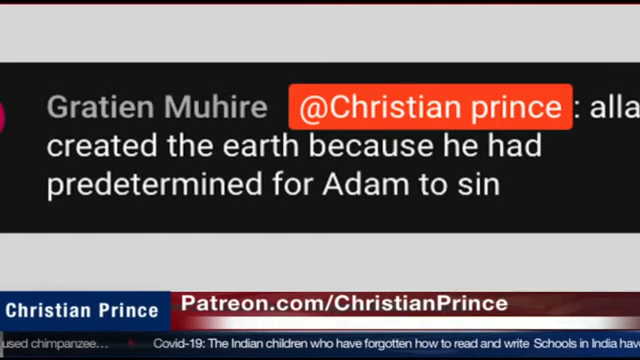 Gratien Muhire @Christian prince : alla
created the earth because he had
predetermined for Adam to sin
Christian Prince
Patreon.com/ChristianPrince
used chimpanzee... Covid-19: The Indian children who have forgotten how to read and write Schools in India hav